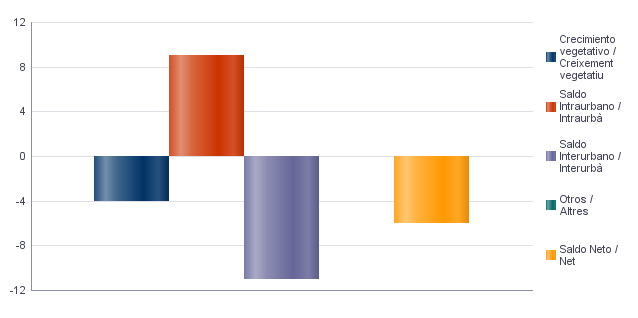 12
8
4
0
-4
-8
-12
Crecimiento
vegetativo /
Creixement
vegetatiu
Saldo
Intraurbano /
Intraurbà
Saldo
Interurbano /
Interurbà
Otros /
Altres
Saldo Neto /
Net